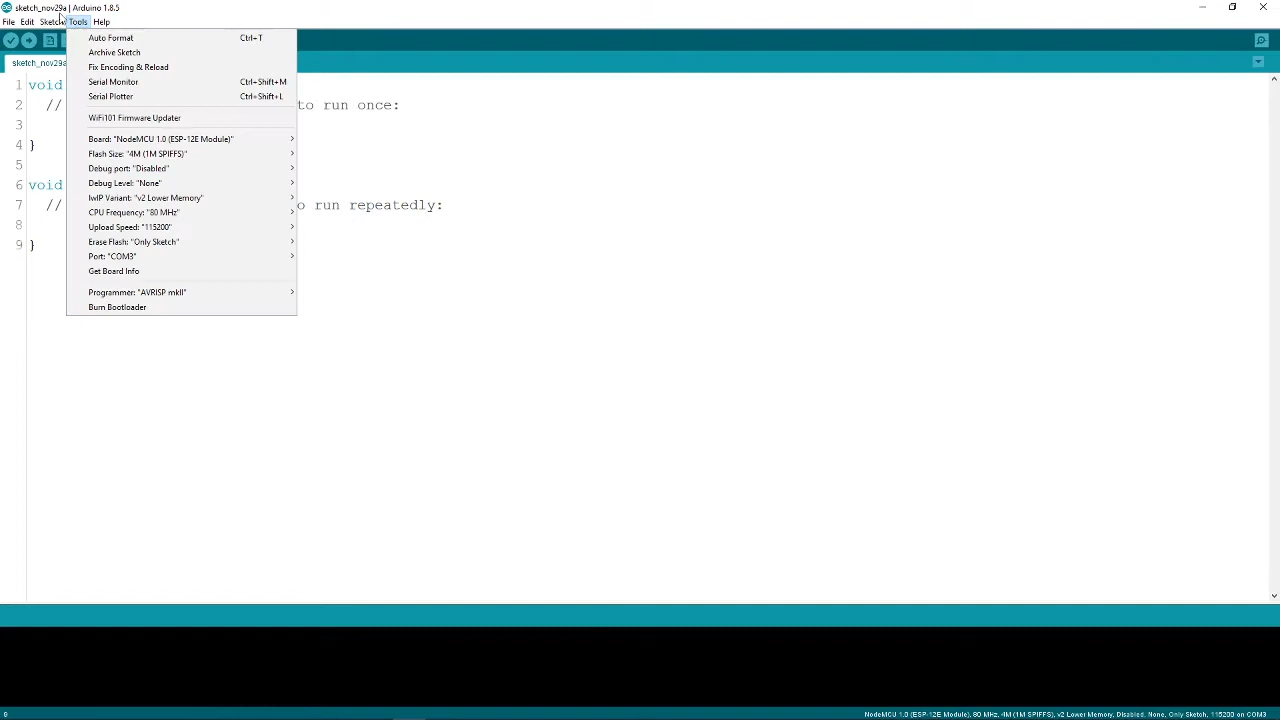 sketch_nov29a | Arduino 1.8.5
File Edit Sketch Tools Help
Auto Format Ctrl+T
Archive Sketch
Fix Encoding & Reload
Serial Monitor Ctrl+Shift+M
Serial Plotter Ctrl+Shift+L
WiFi101 Firmware Updater
Board: "NodeMCU 1.0 (ESP-12E Module)"
Flash Size: "4M (1M SPIFFS)"
Debug port: "Disabled"
Debug Level: "None"
lwIP Variant: "v2 Lower Memory"
CPU Frequency: "80 MHz"
Upload Speed: "115200"
Erase Flash: "Only Sketch"
Port: "COM3"
Get Board Info
Programmer: "AVRISP mkII"
Burn Bootloader
sketch_nov29a
1 void
2 // to run once:
3
4 }
5
6 void
7 // o run repeatedly:
8
9 }
9
NodeMCU 1.0 (ESP-12E Module), 80 MHz, 4M (1M SPIFFS), v2 Lower Memory, Disabled, None, Only Sketch, 115200 on COM3